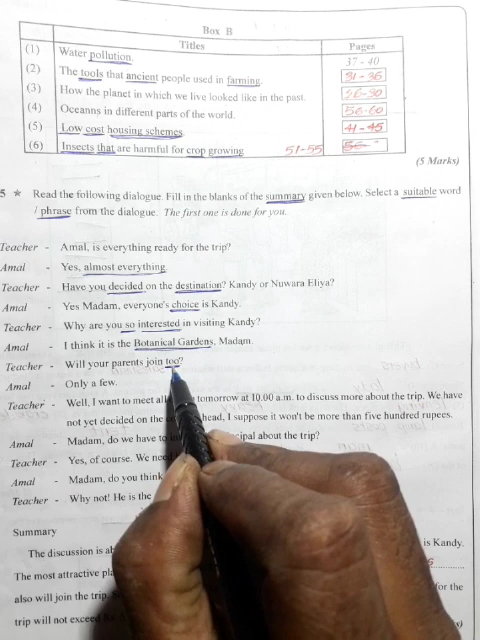 Box B
Titles Pages
(1) Water pollution. 37 - 40
(2) The tools that ancient people used in farming. 31 - 36
(3) How the planet in which we live looked like in the past. 26-30
(4) Oceanns in different parts of the world. 56-60
(5) Low cost housing schemes. 41-45
(6) Insects that are harmful for crop growing 51-55
(5 Marks)
5 * Read the following dialogue. Fill in the blanks of the summary given below. Select a suitable word
/ phrase from the dialogue. The first one is done for you.
Teacher - Amal, is everything ready for the trip?
Amal - Yes, almost everything
Teacher - Have you decided on the destination? Kandy or Nuwara Eliya?
Amal - Yes Madam, everyone's choice is Kandy.
Teacher - Why are you so interested in visiting Kandy?
Amal - I think it is the Botanical Gardens, Madam.
Teacher - Will your parents join too?
Amal - Only a few.
Teacher - Well, I want to meet all tomorrow at 10.00 a.m. to discuss more about the trip. We have
not yet decided on the head, I suppose it won't be more than five hundred rupees.
Amal - Madam, do we have to about the trip?
Teacher - Yes, of course. We
Amal - Madam, do you think
Teacher - Why not! He is the
Summary
The discussion is is Kandy.
The most attractive
also will join the trip. for the
trip will not exceed